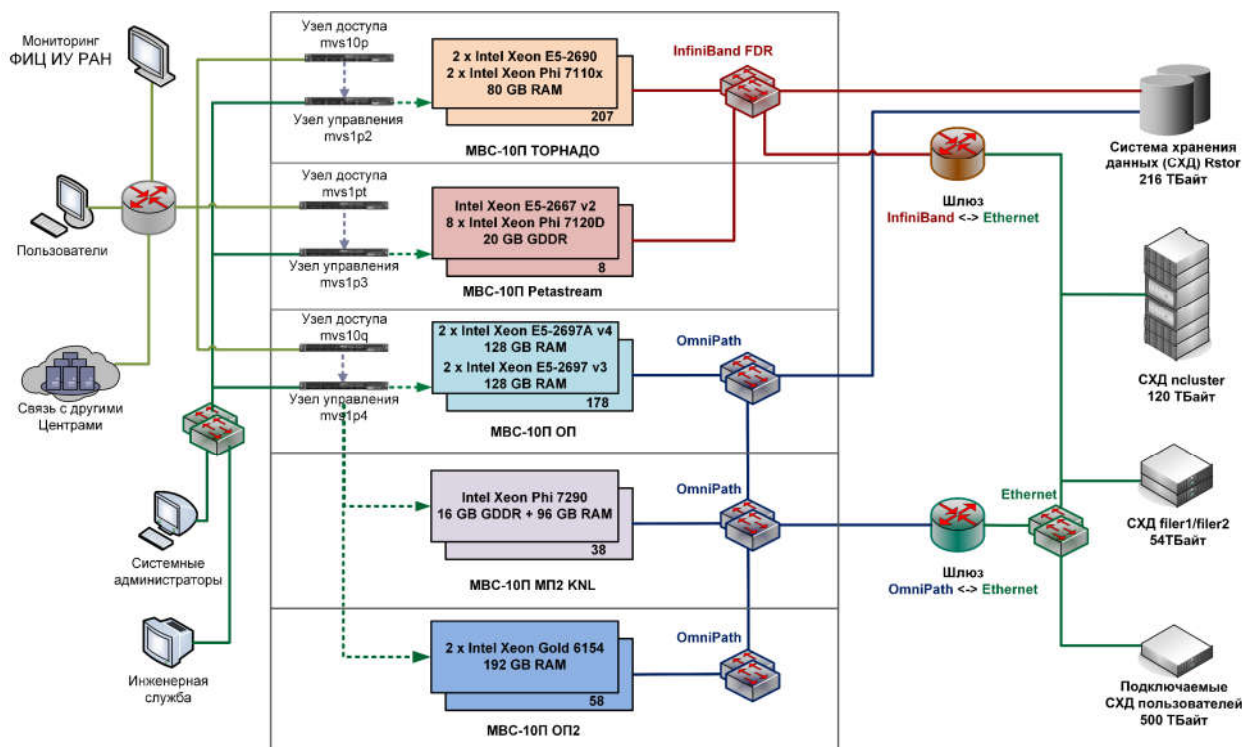 Мониторинг
ФИЦ ИУ РАН
Пользователи
Связь с другими
Центрами
Системные
администраторы
Инженерная
служба
Узел доступа
mvs10p
Узел управления
mvs1p2
2 x Intel Xeon E5-2690
2 x Intel Xeon Phi 7110x
80 GB RAM
207
МВС-10П ТОРНАДО
InfiniBand FDR
Узел доступа
mvs1pt
Узел управления
mvs1p3
Intel Xeon E5-2667 v2
8 x Intel Xeon Phi 7120D
20 GB GDDR
8
МВС-10П Petastream
Узел доступа
mvs10q
Узел управления
mvs1p4
2 x Intel Xeon E5-2697A v4
128 GB RAM
2 x Intel Xeon E5-2697 v3
128 GB RAM
178
МВС-10П ОП
OmniPath
Intel Xeon Phi 7290
16 GB GDDR + 96 GB RAM
38
МВС-10П МП2 KNL
OmniPath
2 x Intel Xeon Gold 6154
192 GB RAM
58
МВС-10П ОП2
OmniPath
Шлюз
InfiniBand <-> Ethernet
Шлюз
OmniPath <-> Ethernet
Ethernet
Система хранения
данных (СХД) Rstor
216 ТБайт
СХД ncluster
120 ТБайт
СХД filer1/filer2
54ТБайт
Подключаемые
СХД пользователей
500 ТБайт